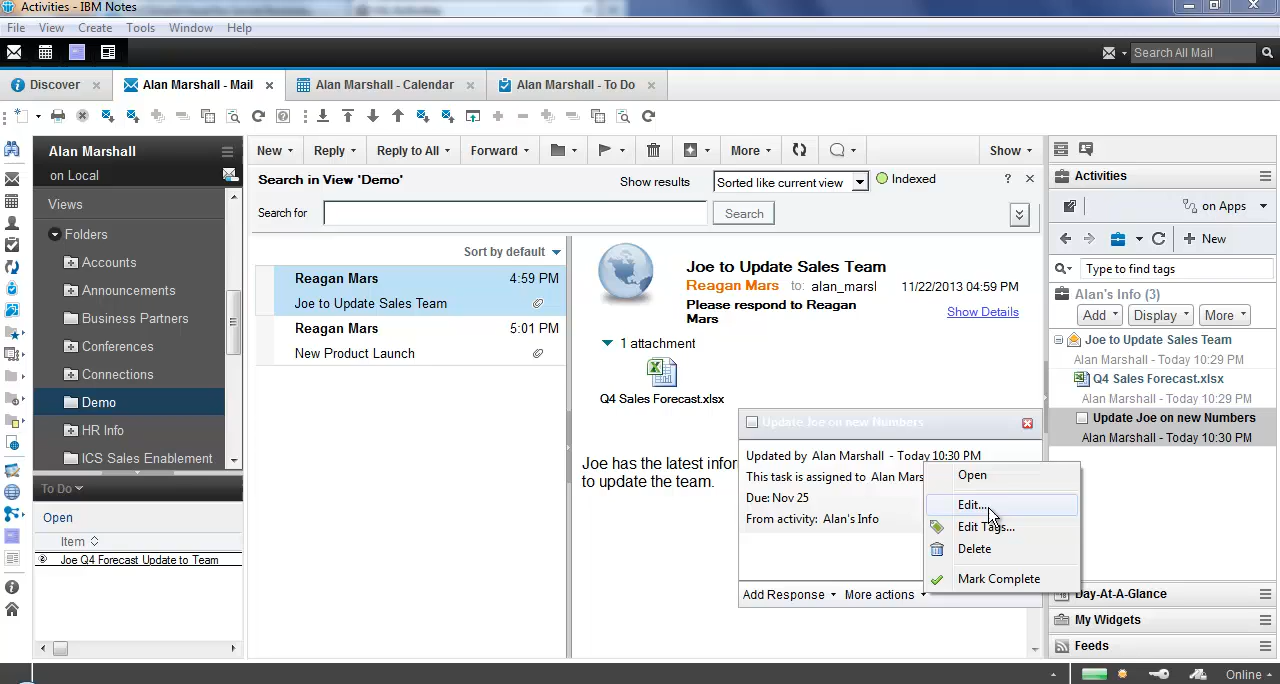 Activities - IBM Notes
File View Create Tools Window Help
Search All Mail
Discover
Alan Marshall - Mail
Alan Marshall - Calendar
Alan Marshall - To Do
Alan Marshall
on Local
Views
Folders
Accounts
Announcements
Business Partners
Conferences
Connections
Demo
HR Info
ICS Sales Enablement
To Do
Open
Item
Joe Q4 Forecast Update to Team
New Reply Reply to All Forward More Show
Search in View 'Demo'
Show results
Sorted like current view
Indexed
?
Search for
Search
Sort by default
Reagan Mars 4:59 PM
Joe to Update Sales Team
Reagan Mars 5:01 PM
New Product Launch
Joe to Update Sales Team
Reagan Mars to: alan_marsl 11/22/2013 04:59 PM
Please respond to Reagan
Mars
Show Details
1 attachment
Q4 Sales Forecast.xlsx
Joe has the latest infor
to update the team.
Update Joe on new Numbers
Updated by Alan Marshall - Today 10:30 PM
This task is assigned to Alan Mars
Due: Nov 25
From activity: Alan's Info
Add Response More actions
Open
Edit...
Edit Tags...
Delete
Mark Complete
Activities
on Apps
New
Type to find tags
Alan's Info (3)
Add Display More
Joe to Update Sales Team
Alan Marshall - Today 10:29 PM
Q4 Sales Forecast.xlsx
Alan Marshall - Today 10:29 PM
Update Joe on new Numbers
Alan Marshall - Today 10:30 PM
Day-At-A-Glance
My Widgets
Feeds
Online